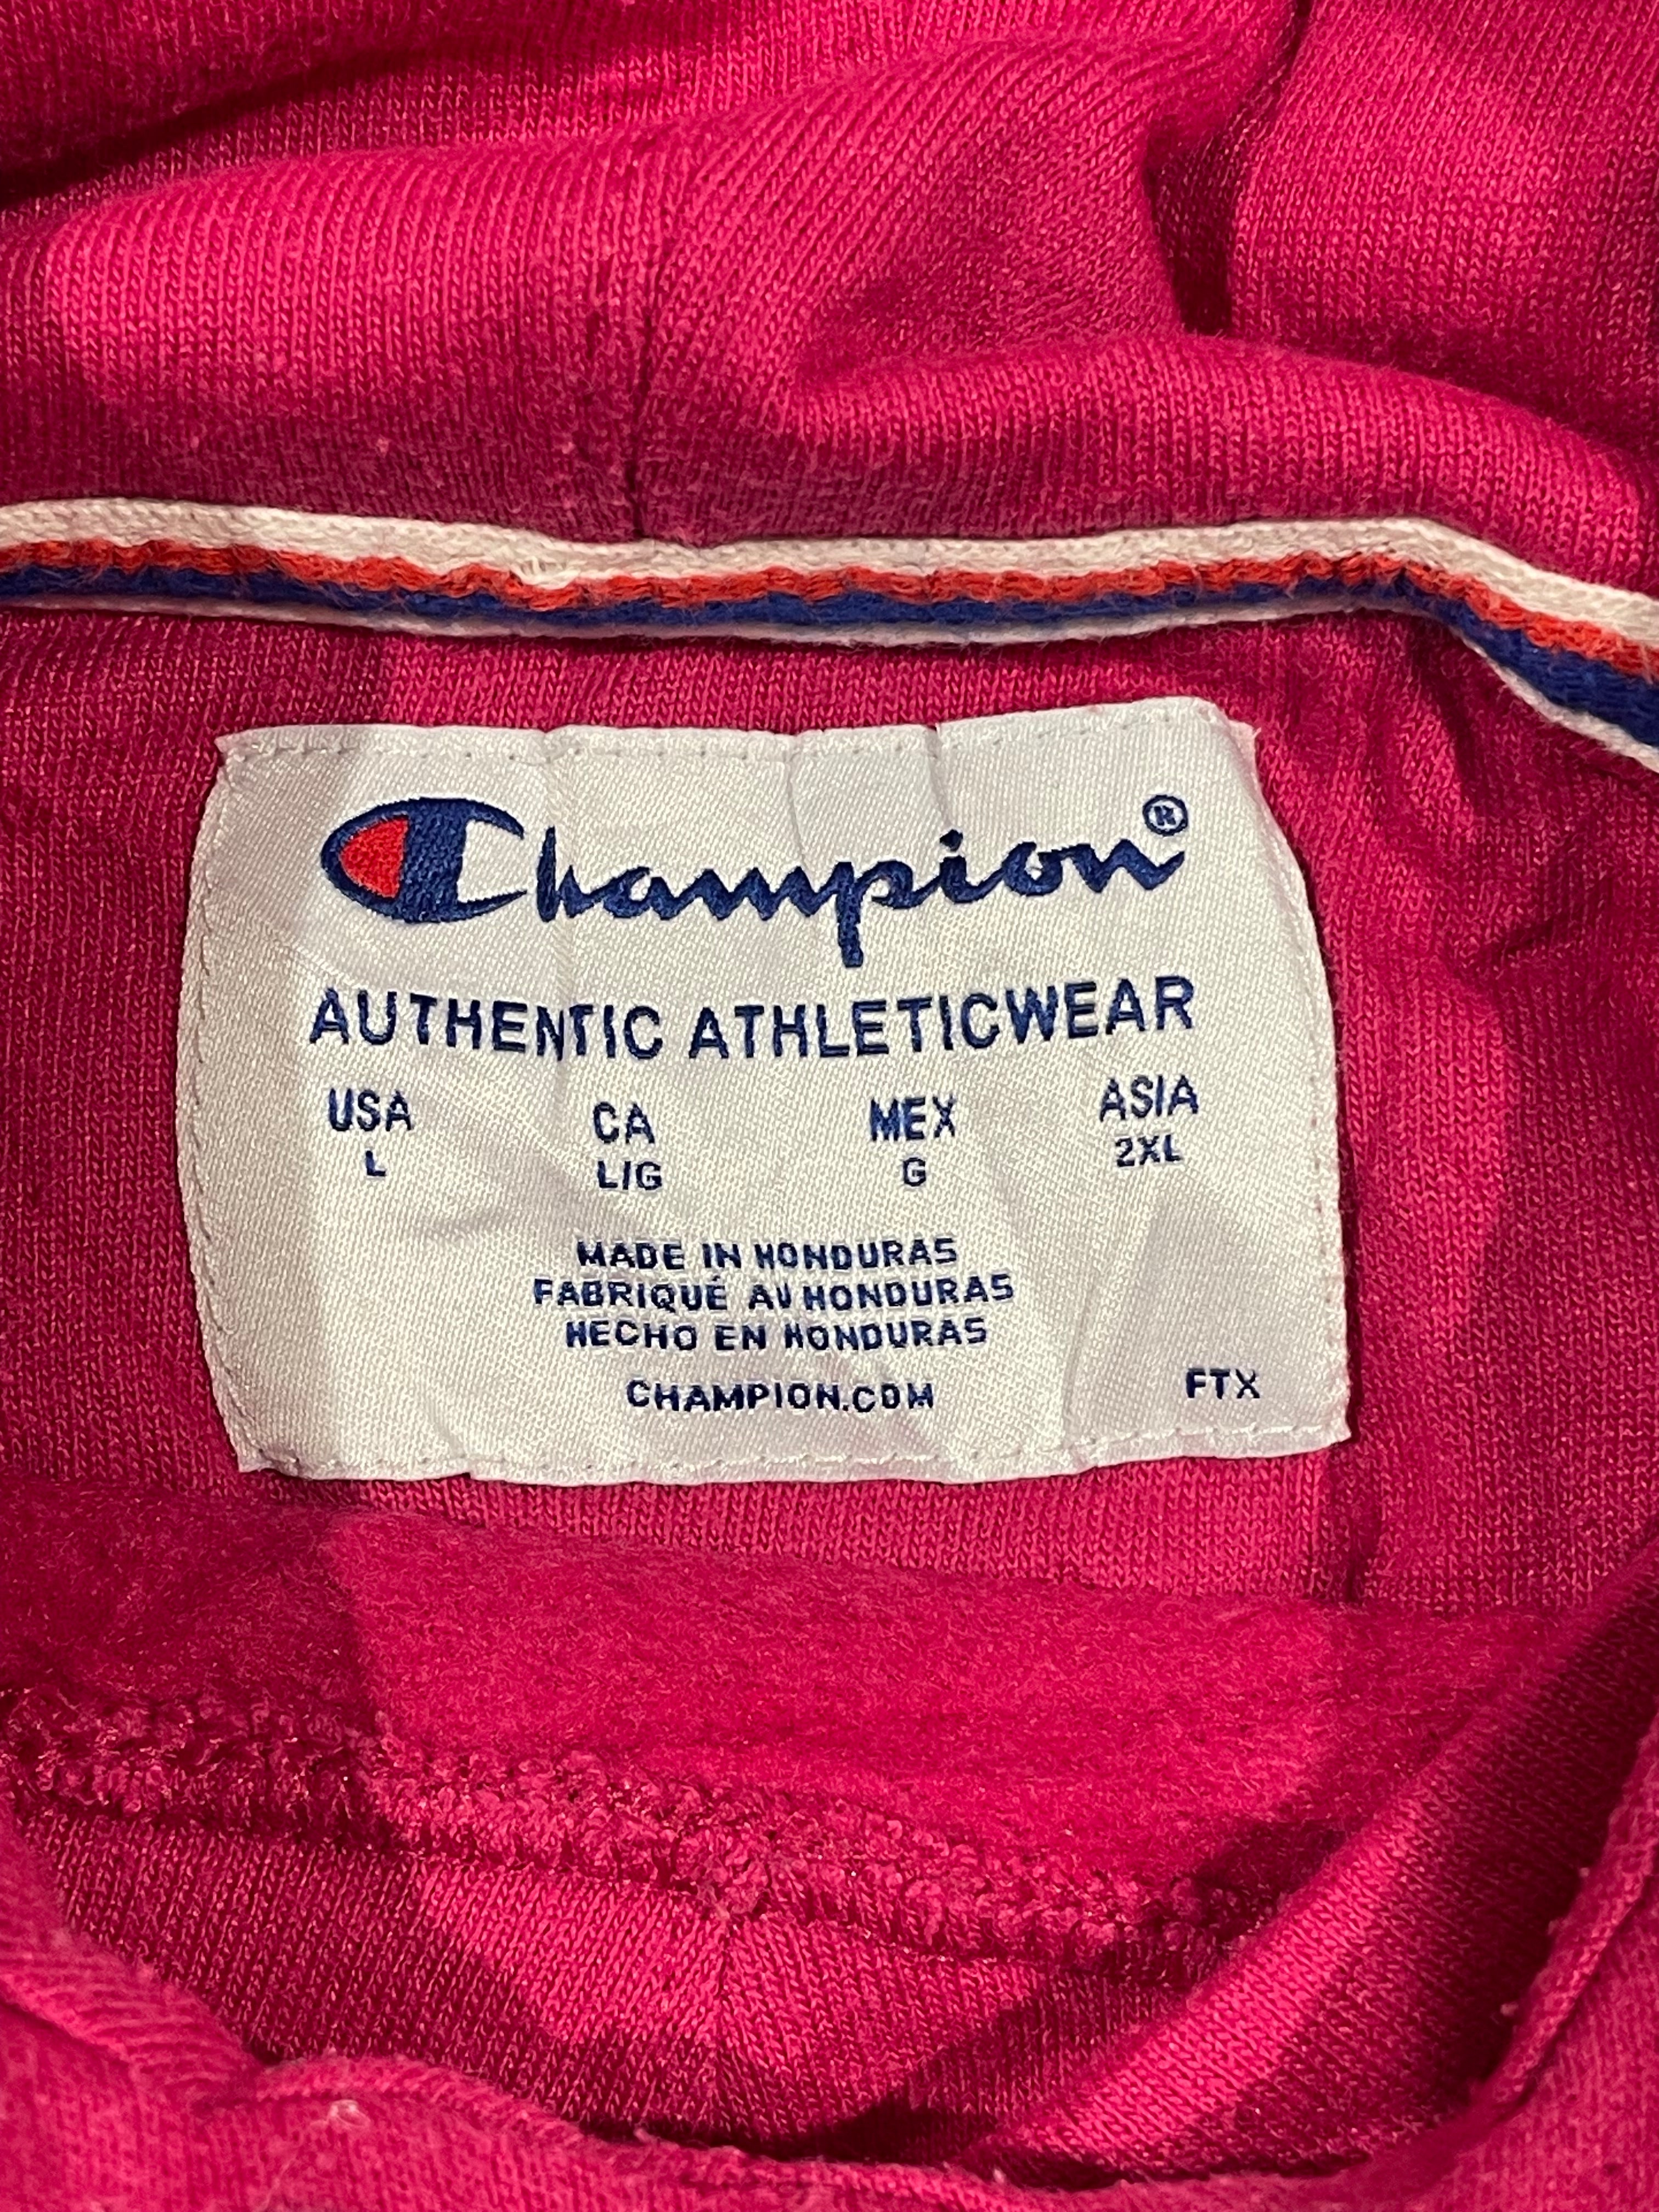 Champion®
AUTHENTIC ATHLETICWEAR
USA CA MEX ASIA
L L/G G 2XL
MADE IN HONDURAS
FABRIQUÉ AU HONDURAS
HECHO EN HONDURAS
CHAMPION.COM
FTX